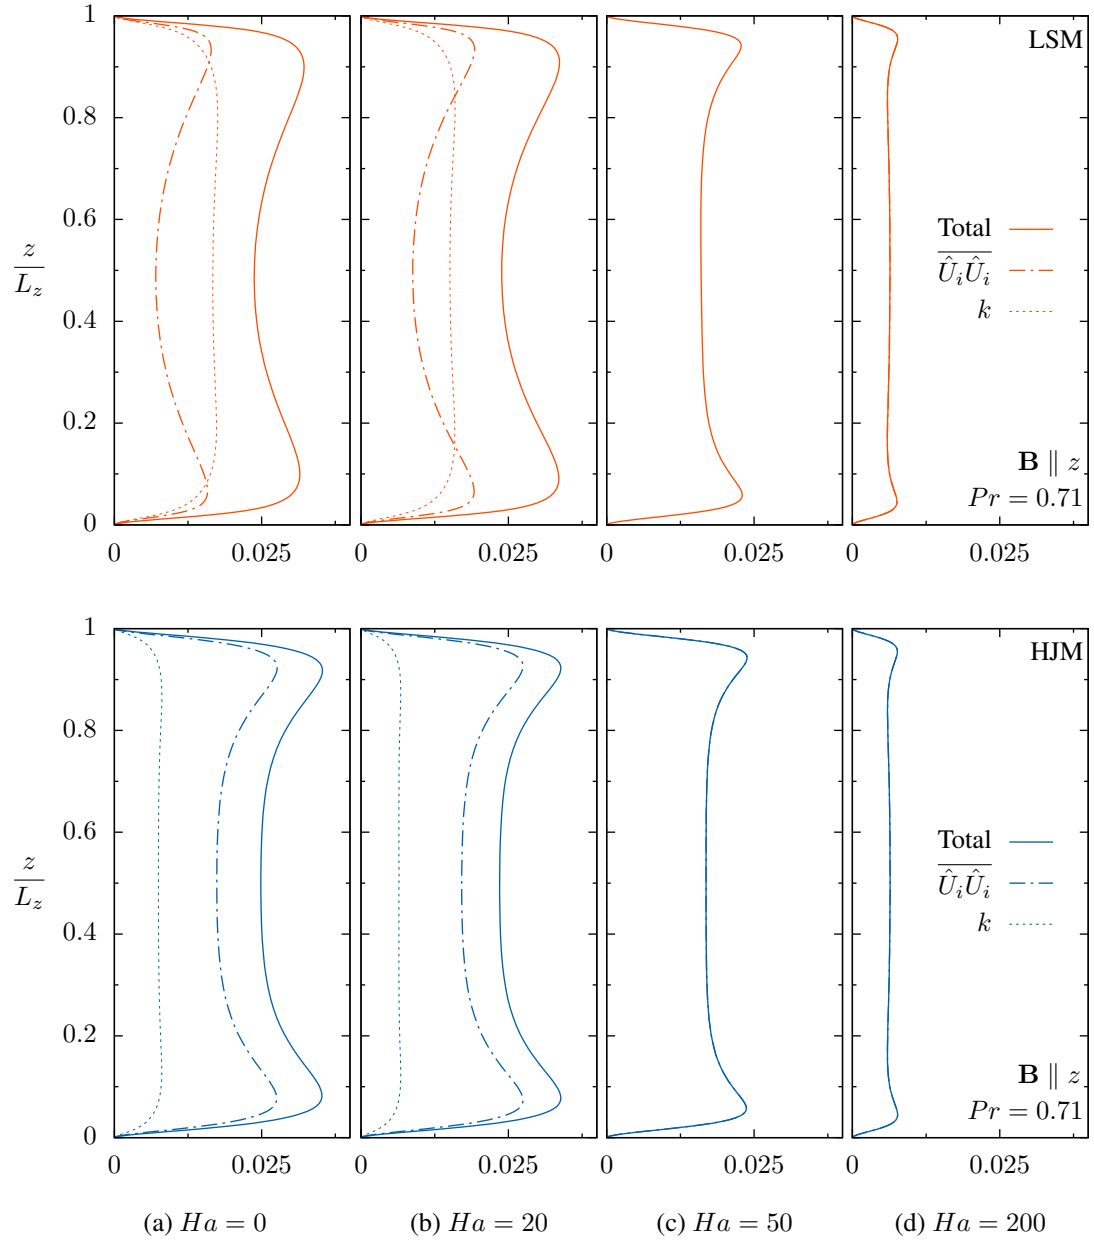 1
0.8
0.6
z
L_z
0.4
0.2
0
LSM
Total
\overline{\hat{U}_i\hat{U}_i}
k
B ∥ z
Pr = 0.71
0 0.025 0 0.025 0 0.025 0 0.025
1
0.8
0.6
z
L_z
0.4
0.2
0
HJM
Total
\overline{\hat{U}_i\hat{U}_i}
k
B ∥ z
Pr = 0.71
0 0.025 0 0.025 0 0.025 0 0.025
(a) Ha = 0 (b) Ha = 20 (c) Ha = 50 (d) Ha = 200